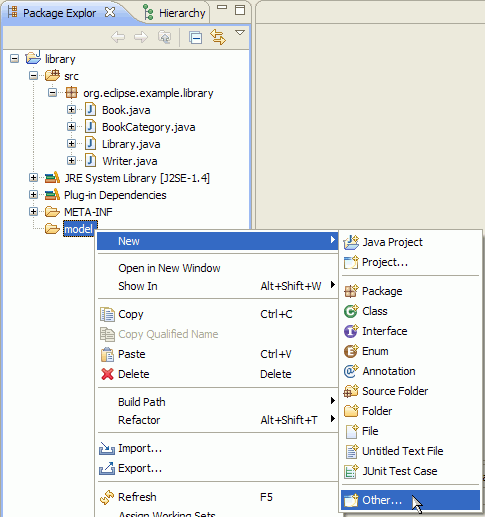 Package Explor
Hierarchy
library
src
org.eclipse.example.library
Book.java
BookCategory.java
Library.java
Writer.java
JRE System Library [J2SE-1.4]
Plug-in Dependencies
META-INF
model
New
Open in New Window
Show In Alt+Shift+W
Copy Ctrl+C
Copy Qualified Name
Paste Ctrl+V
Delete Delete
Build Path
Refactor Alt+Shift+T
Import...
Export...
Refresh F5
Assign Working Sets
Java Project
Project...
Package
Class
Interface
Enum
Annotation
Source Folder
Folder
File
Untitled Text File
JUnit Test Case
Other...